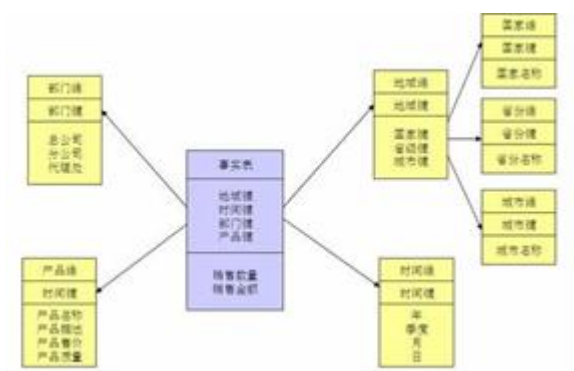 部门维
部门键
总公司
分公司
代理处
产品维
时间键
产品名称
产品描述
产品售价
产品质量
事实表
地域键
时间键
部门键
产品键
销售数量
销售金额
地域维
地域键
国家键
省级键
城市键
时间维
时间键
年
季度
月
日
国家维
国家键
国家名称
省份维
省份键
省份名称
城市维
城市键
城市名称